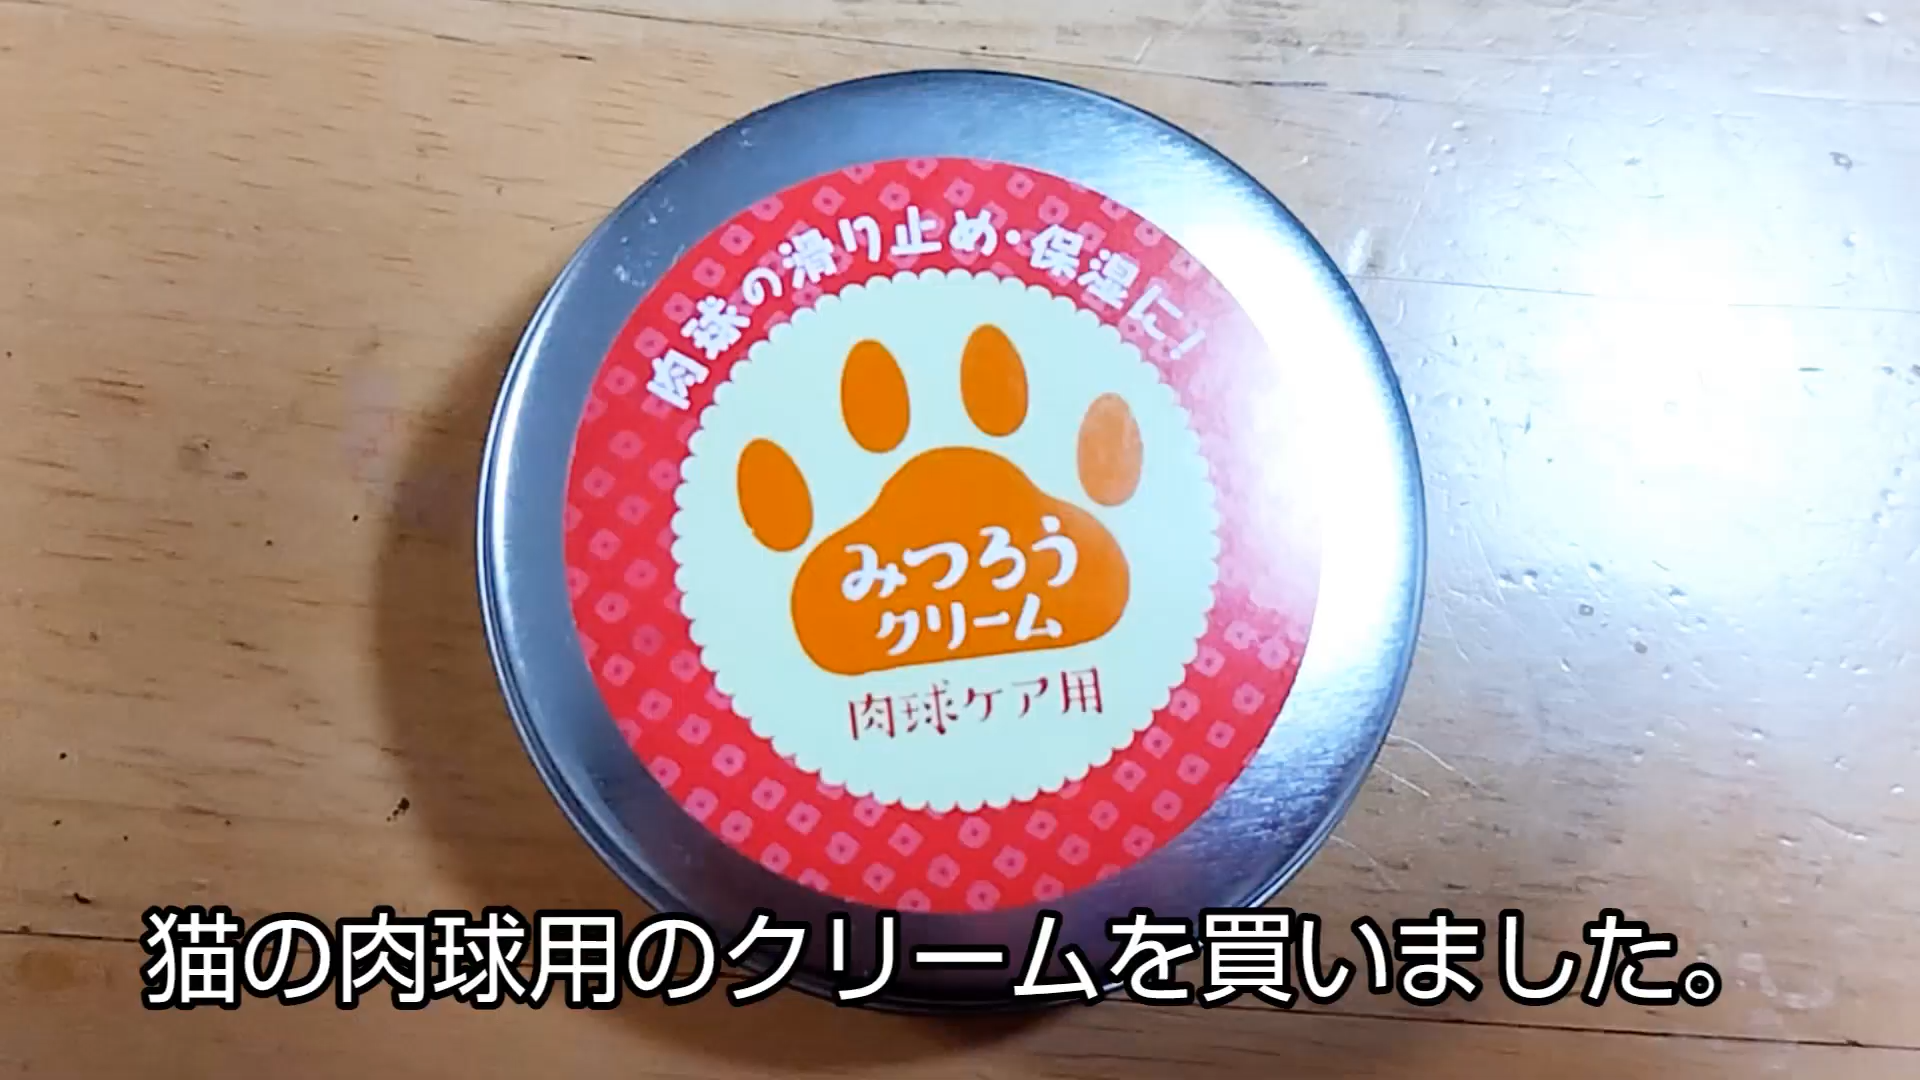 肉球の滑り止め・保湿に!
みつろう
クリーム
肉球ケア用
猫の肉球用のクリームを買いました。